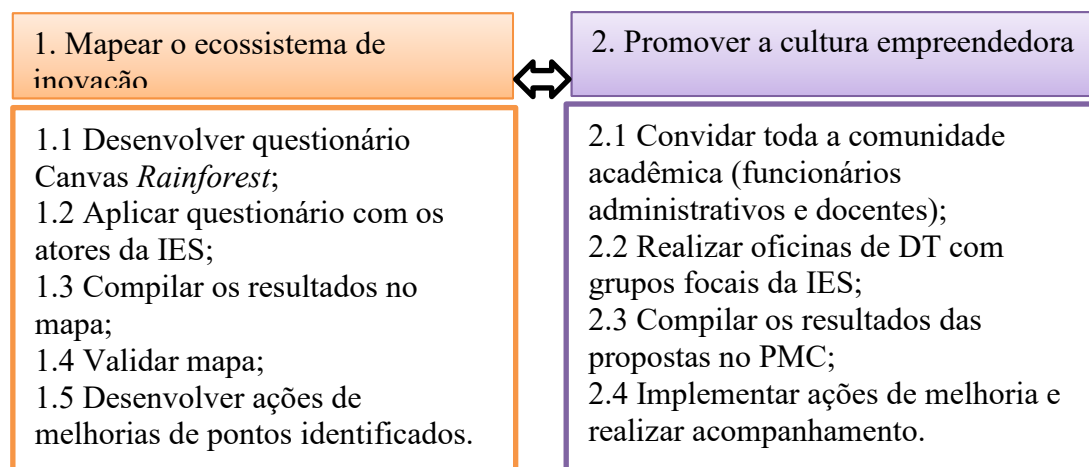 1. Mapear o ecossistema de
inovação
1.1 Desenvolver questionário
Canvas Rainforest;
1.2 Aplicar questionário com os
atores da IES;
1.3 Compilar os resultados no
mapa;
1.4 Validar mapa;
1.5 Desenvolver ações de
melhorias de pontos identificados.
2. Promover a cultura empreendedora
2.1 Convidar toda a comunidade
acadêmica (funcionários
administrativos e docentes);
2.2 Realizar oficinas de DT com
grupos focais da IES;
2.3 Compilar os resultados das
propostas no PMC;
2.4 Implementar ações de melhoria e
realizar acompanhamento.